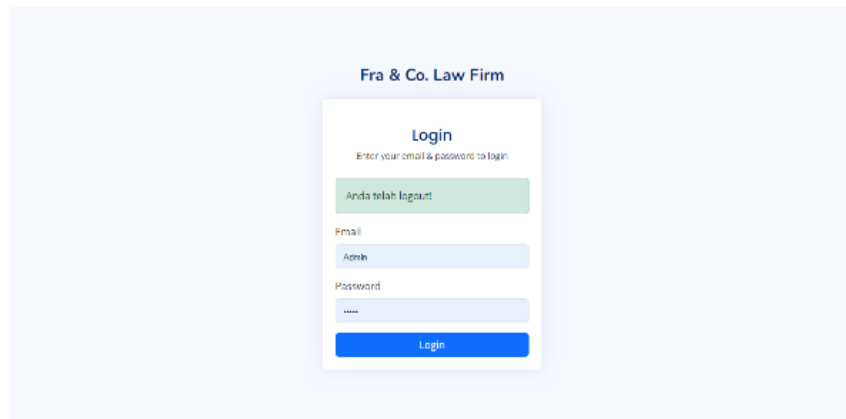 Fra & Co. Law Firm
Login
Enter your email & password to login
Anda telah logout!
Email
Admin
Password
•••••
Login